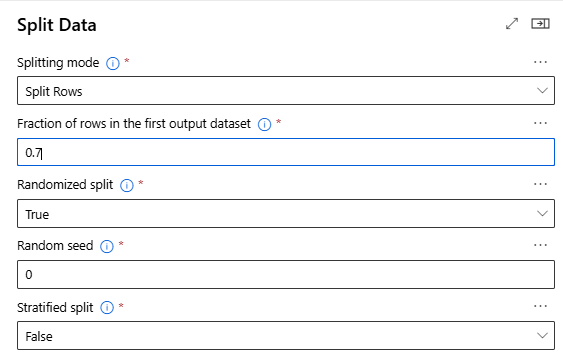 Split Data
Splitting mode *
Split Rows
Fraction of rows in the first output dataset *
0.7
Randomized split *
True
Random seed *
0
Stratified split *
False